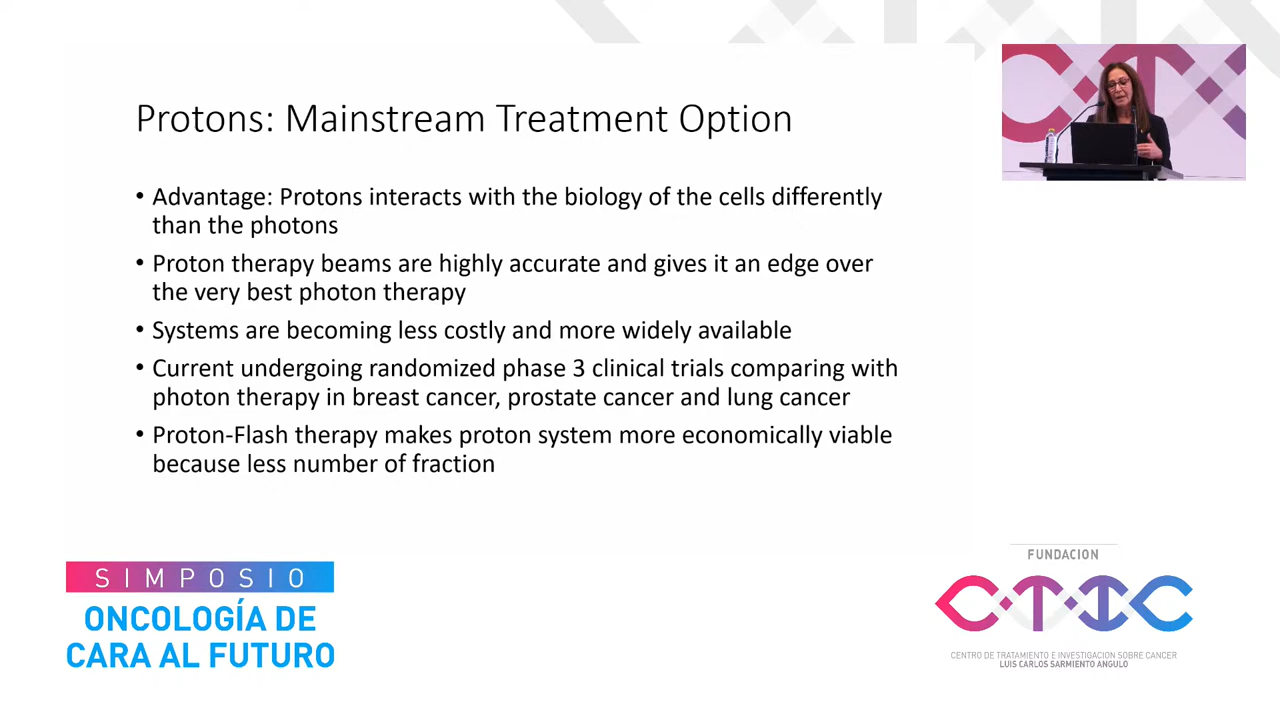 Protons: Mainstream Treatment Option
• Advantage: Protons interacts with the biology of the cells differently
than the photons
• Proton therapy beams are highly accurate and gives it an edge over
the very best photon therapy
• Systems are becoming less costly and more widely available
• Current undergoing randomized phase 3 clinical trials comparing with
photon therapy in breast cancer, prostate cancer and lung cancer
• Proton-Flash therapy makes proton system more economically viable
because less number of fraction
SIMPOSIO
ONCOLOGÍA DE
CARA AL FUTURO
FUNDACION
CTIC
CENTRO DE TRATAMIENTO E INVESTIGACION SOBRE CANCER
LUIS CARLOS SARMIENTO ANGULO